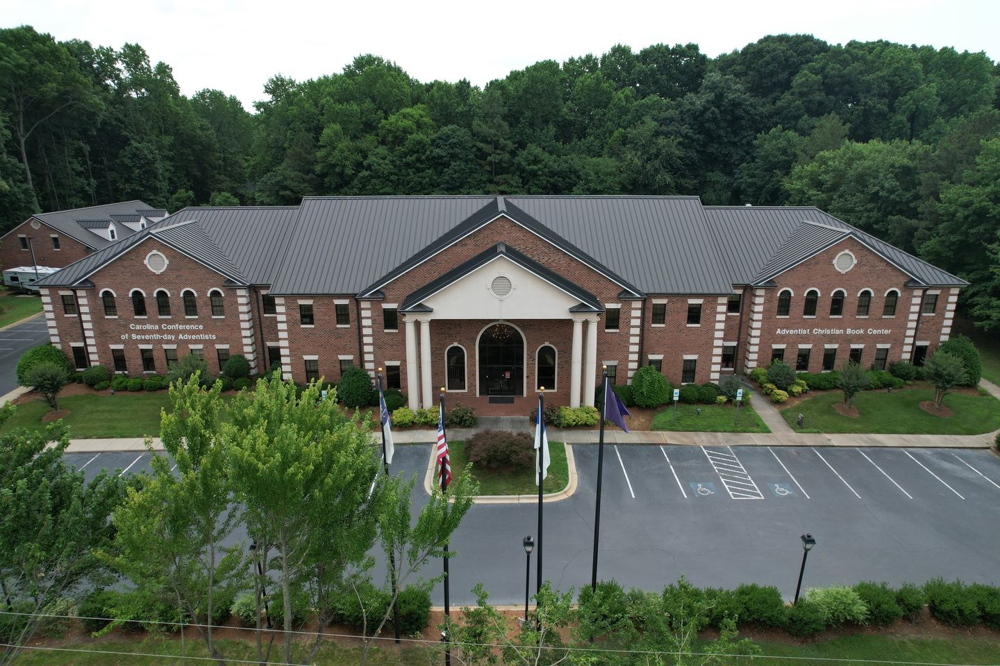 Carolina Conference
of Seventh-day Adventists
Adventist Christian Book Center